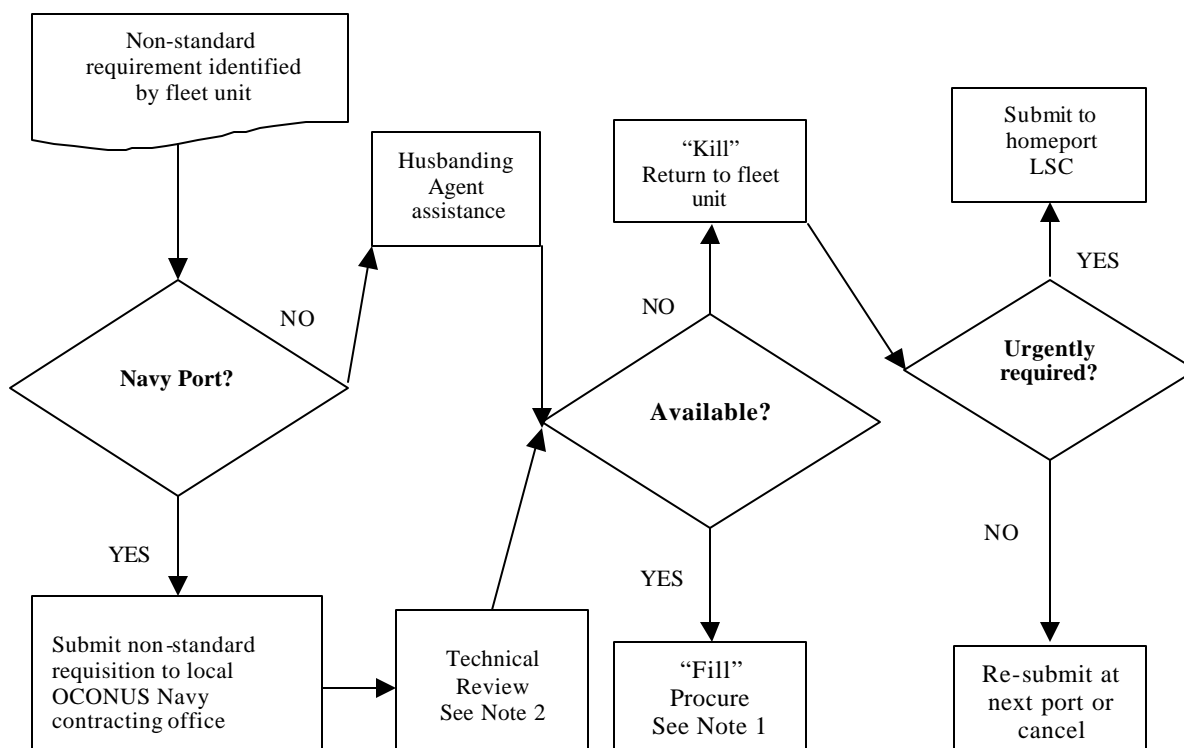 Non-standard
requirement identified
by fleet unit
Navy Port?
NO
YES
Submit non-standard
requisition to local
OCONUS Navy
contracting office
Husbanding
Agent
assistance
Technical
Review
See Note 2
Available?
NO
“Kill”
Return to fleet
unit
YES
“Fill”
Procure
See Note 1
Urgently
required?
YES
Submit to
homeport
LSC
NO
Re-submit at
next port or
cancel